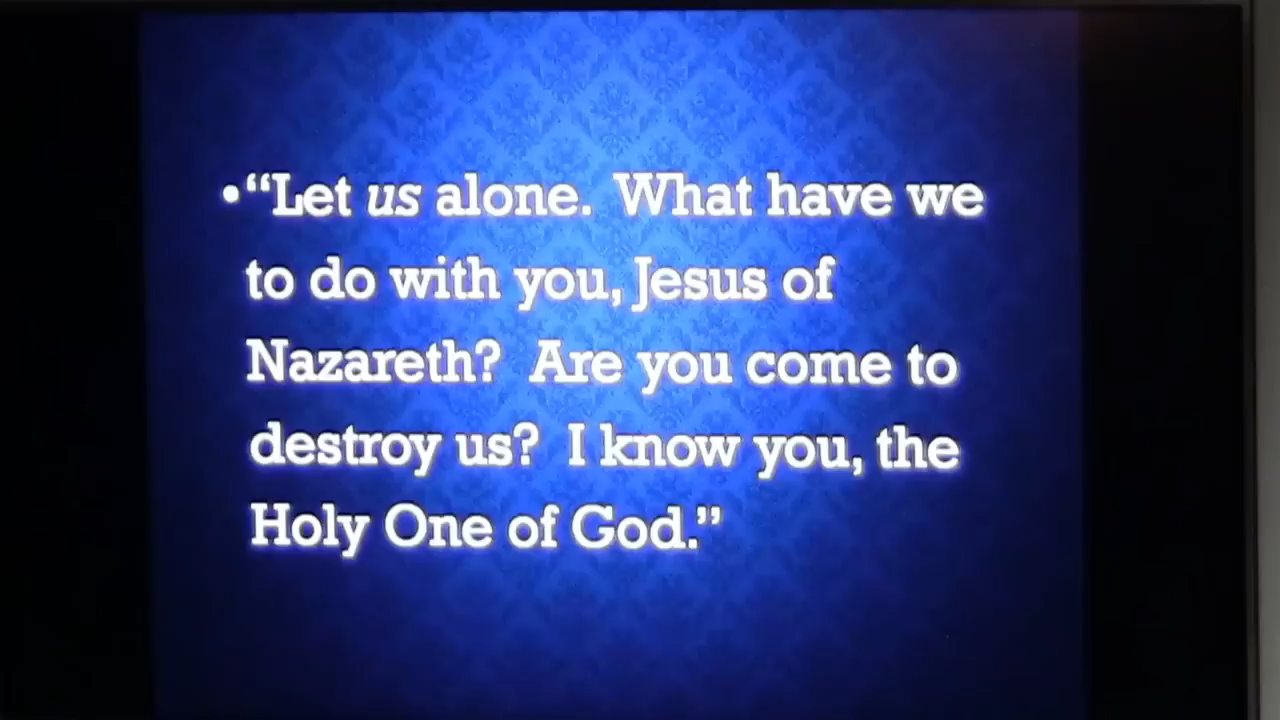 •“Let us alone.  What have we
to do with you, Jesus of
Nazareth?  Are you come to
destroy us?  I know you, the
Holy One of God.”